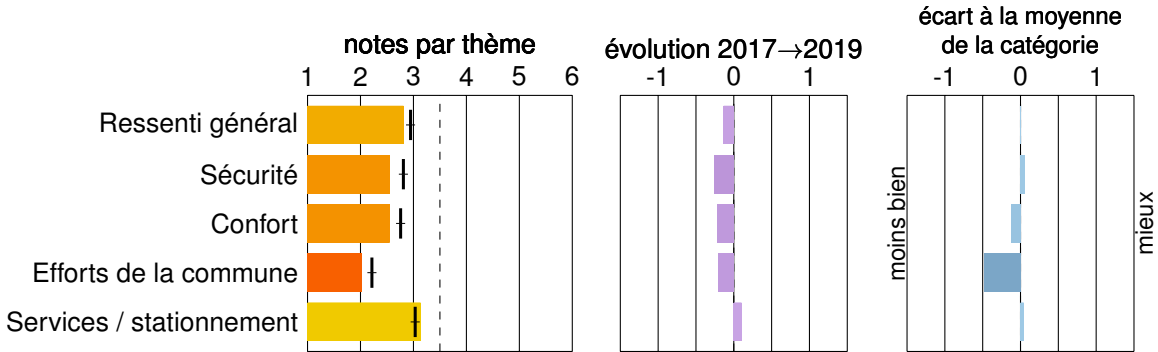 notes par thème
1 2 3 4 5 6
évolution 2017→2019
-1 0 1
écart à la moyenne
de la catégorie
-1 0 1
Ressenti général
Sécurité
Confort
Efforts de la commune
Services / stationnement
moins bien
mieux